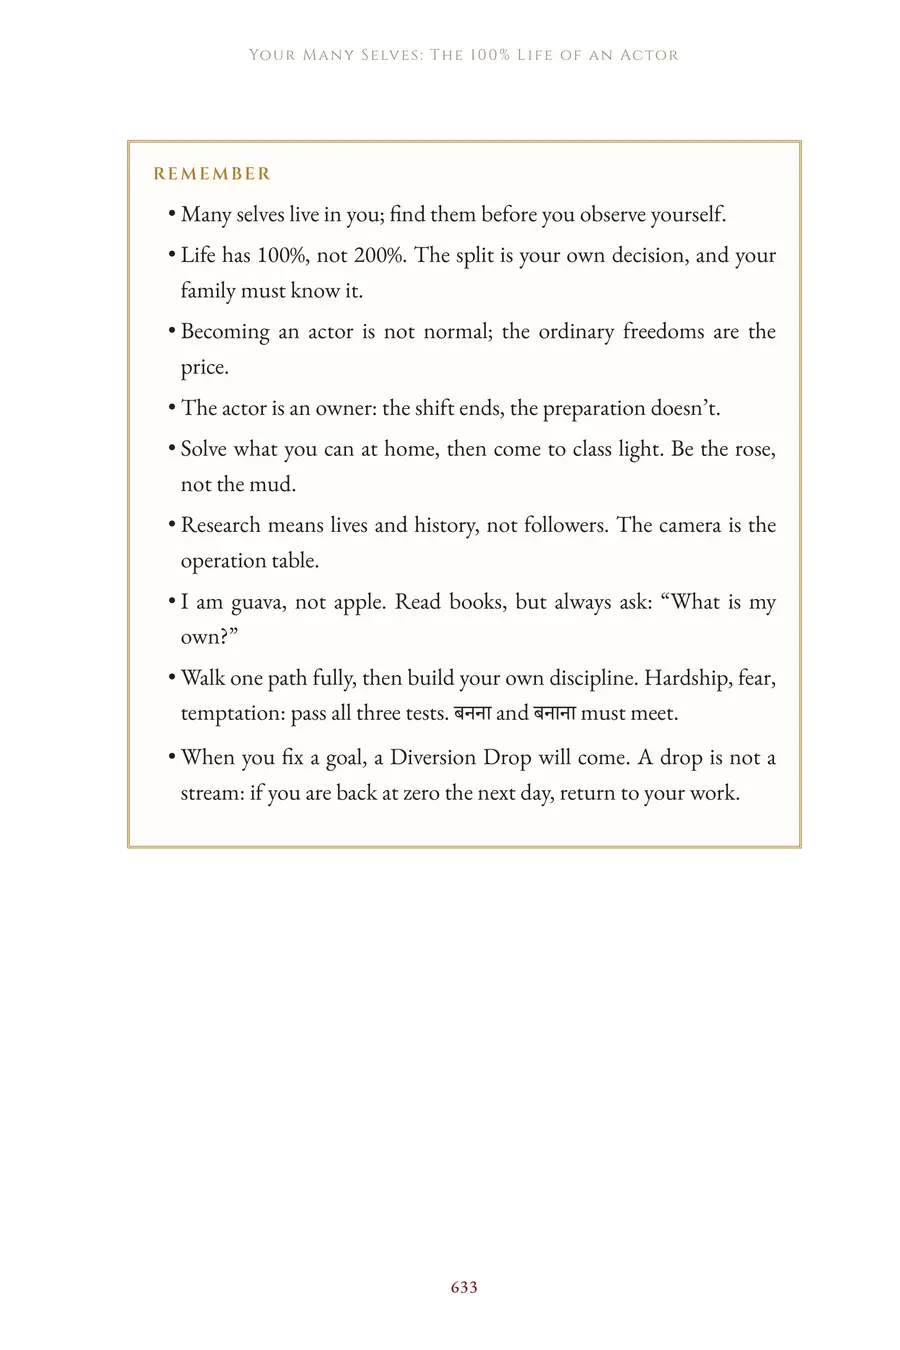 Your Many Selves: The 100% Life of an Actor
REMEMBER
• Many selves live in you; find them before you observe yourself.
• Life has 100%, not 200%. The split is your own decision, and your
family must know it.
• Becoming an actor is not normal; the ordinary freedoms are the
price.
• The actor is an owner: the shift ends, the preparation doesn’t.
• Solve what you can at home, then come to class light. Be the rose,
not the mud.
• Research means lives and history, not followers. The camera is the
operation table.
• I am guava, not apple. Read books, but always ask: “What is my
own?”
• Walk one path fully, then build your own discipline. Hardship, fear,
temptation: pass all three tests. बनना and बनाना must meet.
• When you fix a goal, a Diversion Drop will come. A drop is not a
stream: if you are back at zero the next day, return to your work.
633